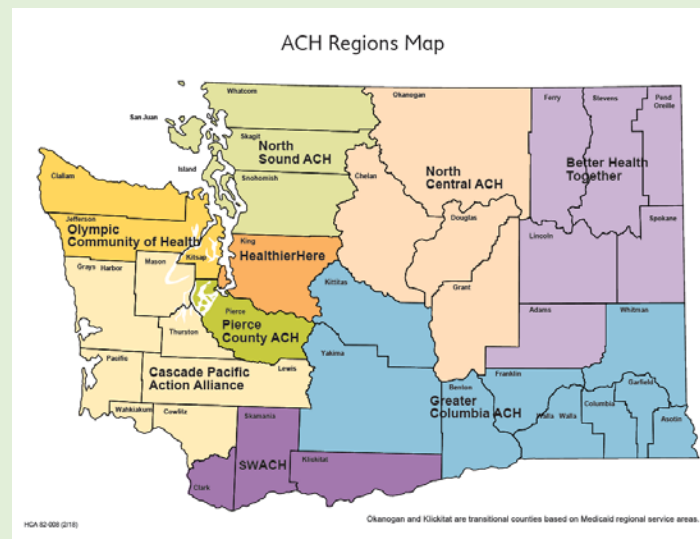 ACH Regions Map
Whatcom
Okanogan
Ferry
Stevens
Pend
Oreille
San Juan
Skagit
North
Sound ACH
Island
Snohomish
Chelan
North
Central ACH
Better Health
Together
Clallam
Jefferson
Olympic
Community of Health
Kitsap
Douglas
Spokane
King
HealthierHere
Lincoln
Grays Harbor
Mason
Kittitas
Grant
Pierce
Pierce
County ACH
Adams
Whitman
Thurston
Pacific
Lewis
Cascade Pacific
Action Alliance
Yakima
Benton
Franklin
Greater
Columbia ACH
Garfield
Columbia
Walla Walla
Asotin
Wahkiakum
Cowlitz
Skamania
SWACH
Klickitat
Clark
HCA 82-008 (2/18)
Okanogan and Klickitat are transitional counties based on Medicaid regional service areas.